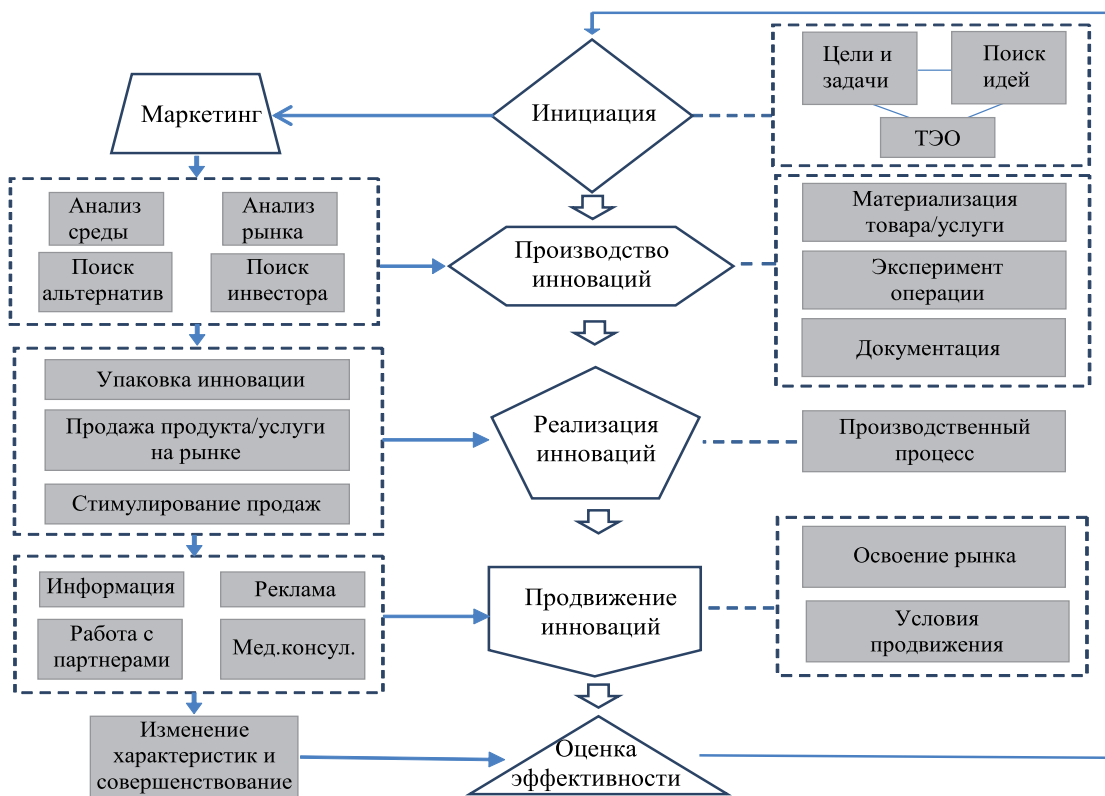 Маркетинг
Инициация
Цели и
задачи
Поиск
идей
ТЭО
Анализ
среды
Анализ
рынка
Поиск
альтернатив
Поиск
инвестора
Производство
инноваций
Материализация
товара/услуги
Эксперимент
операции
Документация
Упаковка инновации
Продажа продукта/услуги
на рынке
Стимулирование продаж
Реализация
инноваций
Производственный
процесс
Информация
Реклама
Работа с
партнерами
Мед.консул.
Продвижение
инноваций
Освоение рынка
Условия
продвижения
Изменение
характеристик и
совершенствование
Оценка
эффективности